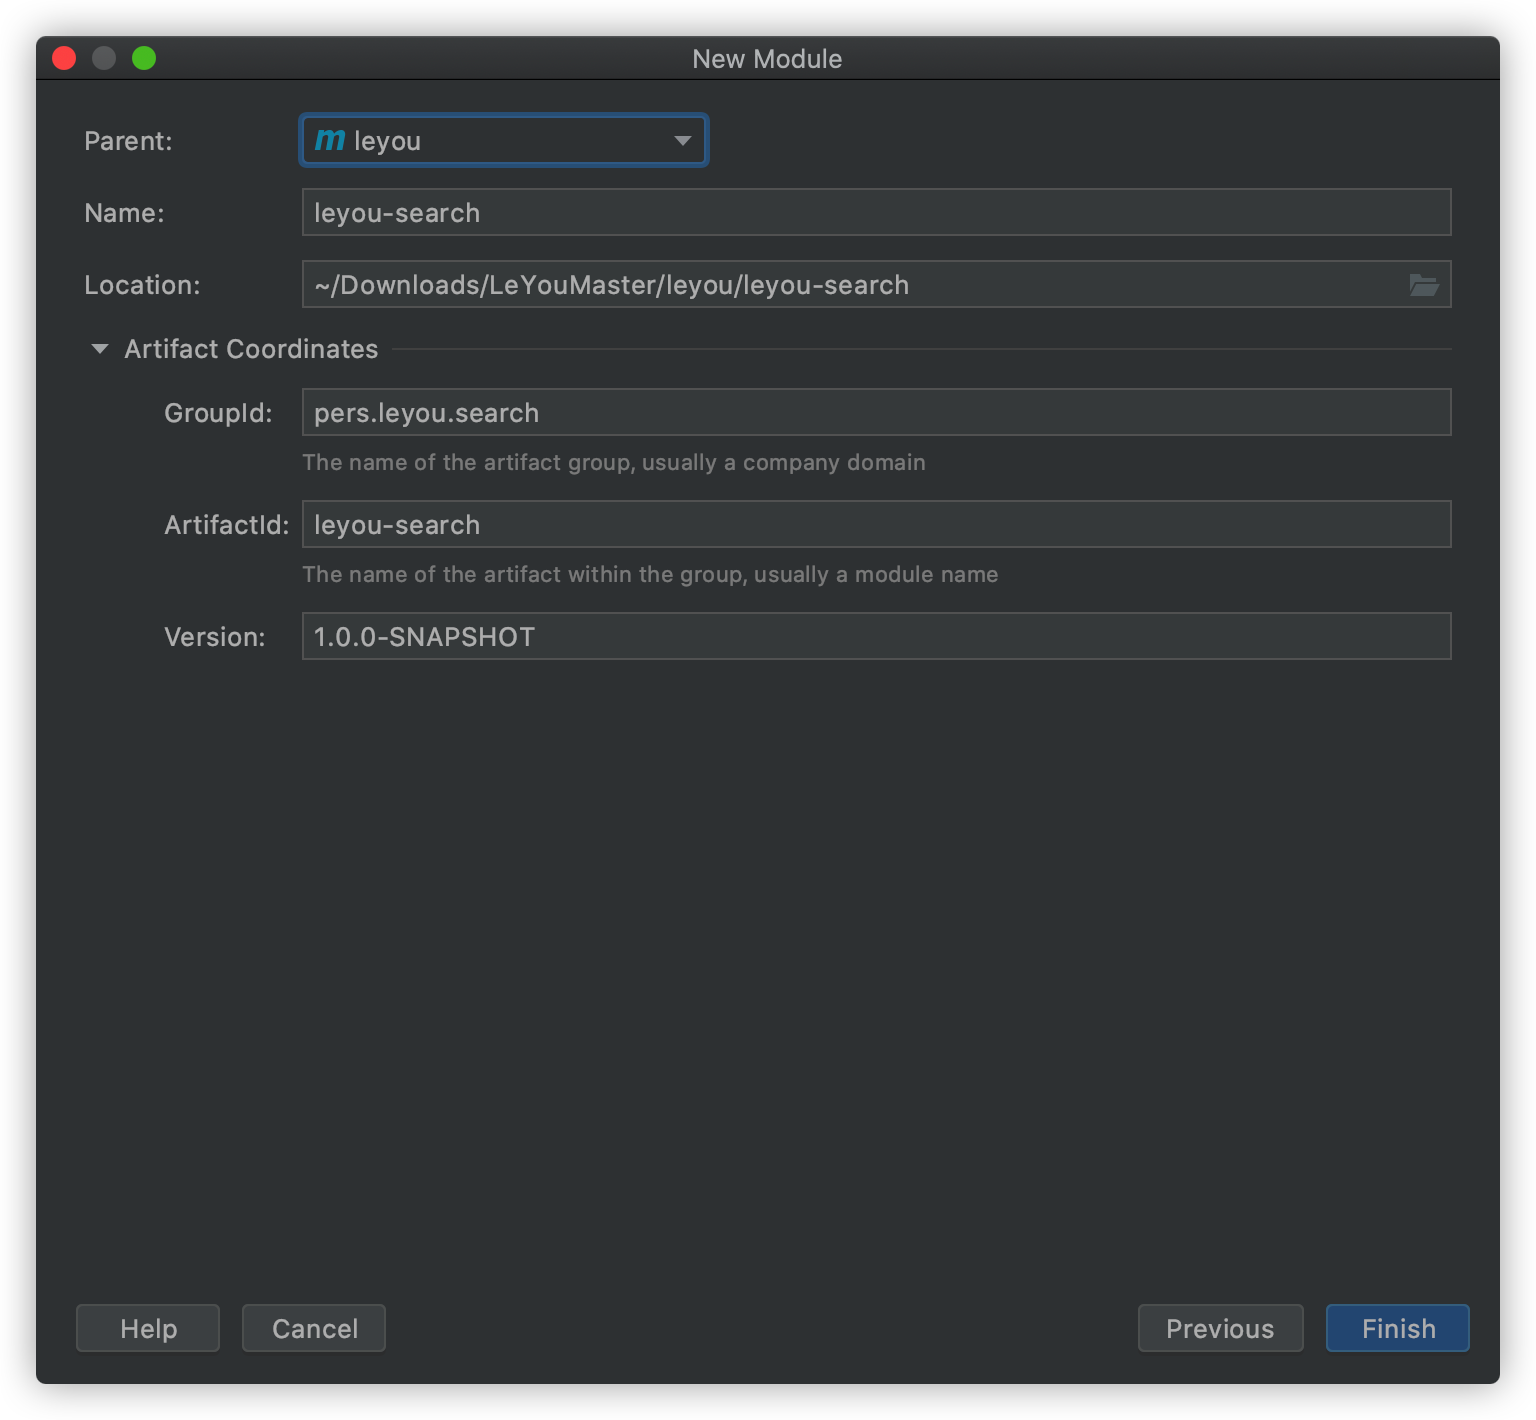 New Module
Parent: m leyou
Name: leyou-search
Location: ~/Downloads/LeYouMaster/leyou/leyou-search
Artifact Coordinates
GroupId: pers.leyou.search
The name of the artifact group, usually a company domain
ArtifactId: leyou-search
The name of the artifact within the group, usually a module name
Version: 1.0.0-SNAPSHOT
Help Cancel Previous Finish